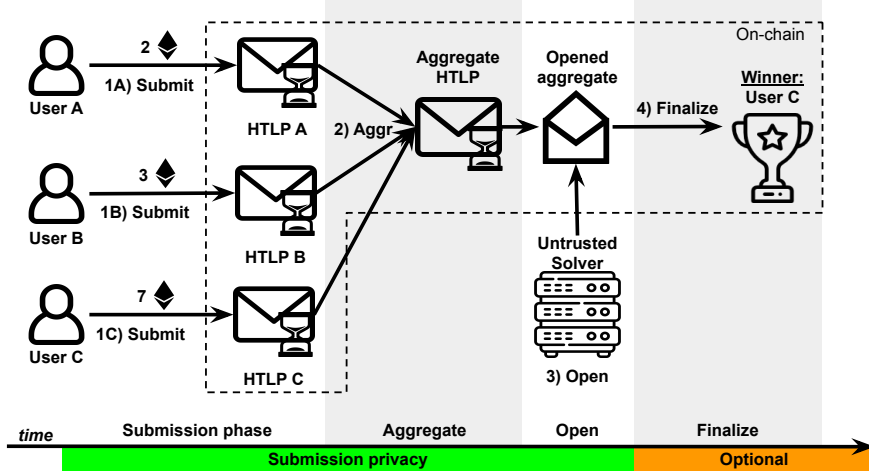 On-chain
2
1A) Submit
User A
HTLP A
3
1B) Submit
User B
HTLP B
7
1C) Submit
User C
HTLP C
2) Aggr
Aggregate
HTLP
Opened
aggregate
4) Finalize
Winner:
User C
Untrusted
Solver
3) Open
time
Submission phase
Aggregate
Open
Finalize
Submission privacy
Optional